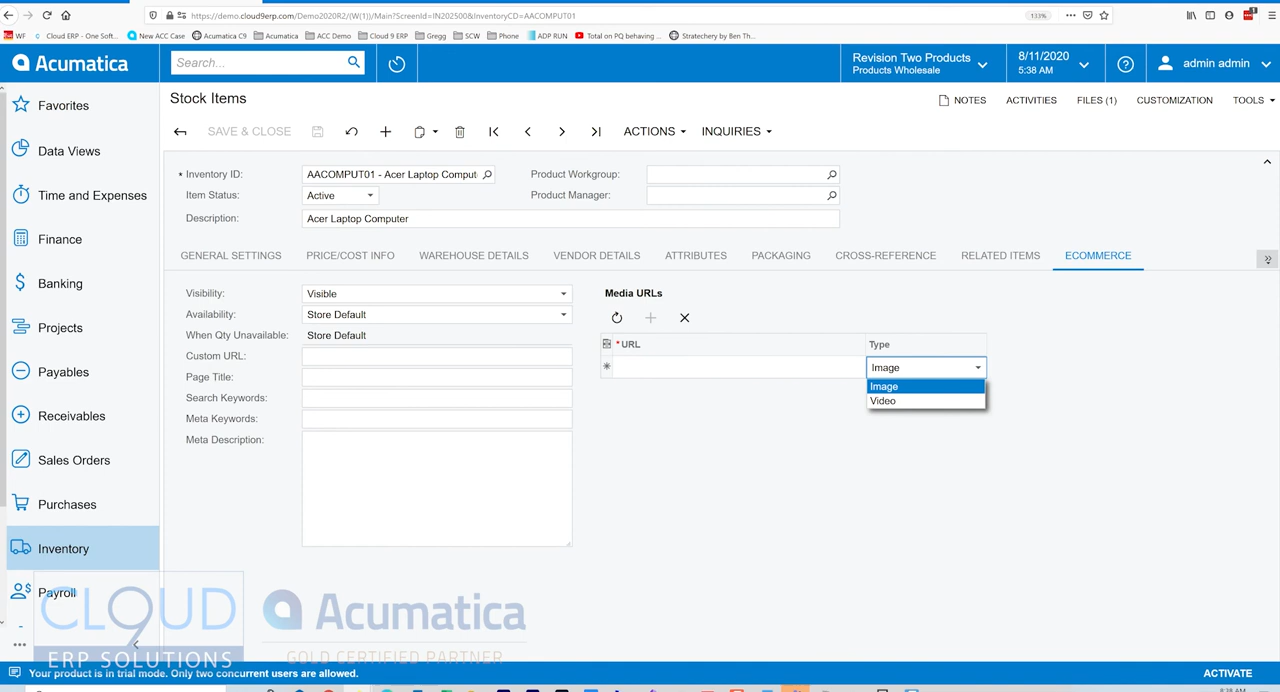 https://demo.cloud9erp.com/Demo2020R2/(W(1))/Main?ScreenId=IN202500&InventoryCD=AACOMPUT01
133%
WF
Cloud ERP - One Soft...
New ACC Case
Acumatica C9
Acumatica
ACC Demo
Cloud 9 ERP
Gregg
SCW
Phone
ADP RUN
Total on PQ behaving ...
Stratechery by Ben Th...
Acumatica
Search...
Revision Two Products
Products Wholesale
8/11/2020
5:38 AM
admin admin
Favorites
Data Views
Time and Expenses
Finance
Banking
Projects
Payables
Receivables
Sales Orders
Purchases
Inventory
Payroll
Stock Items
NOTES
ACTIVITIES
FILES (1)
CUSTOMIZATION
TOOLS
SAVE & CLOSE
ACTIONS
INQUIRIES
* Inventory ID:
AACOMPUT01 - Acer Laptop Comput
Product Workgroup:
Item Status:
Active
Product Manager:
Description:
Acer Laptop Computer
GENERAL SETTINGS
PRICE/COST INFO
WAREHOUSE DETAILS
VENDOR DETAILS
ATTRIBUTES
PACKAGING
CROSS-REFERENCE
RELATED ITEMS
ECOMMERCE
Visibility:
Visible
Availability:
Store Default
When Qty Unavailable:
Store Default
Custom URL:
Page Title:
Search Keywords:
Meta Keywords:
Meta Description:
Media URLs
* URL
Type
Image
Image
Video
CLOUD
ERP SOLUTIONS
Acumatica
GOLD CERTIFIED PARTNER
Your product is in trial mode. Only two concurrent users are allowed.
ACTIVATE